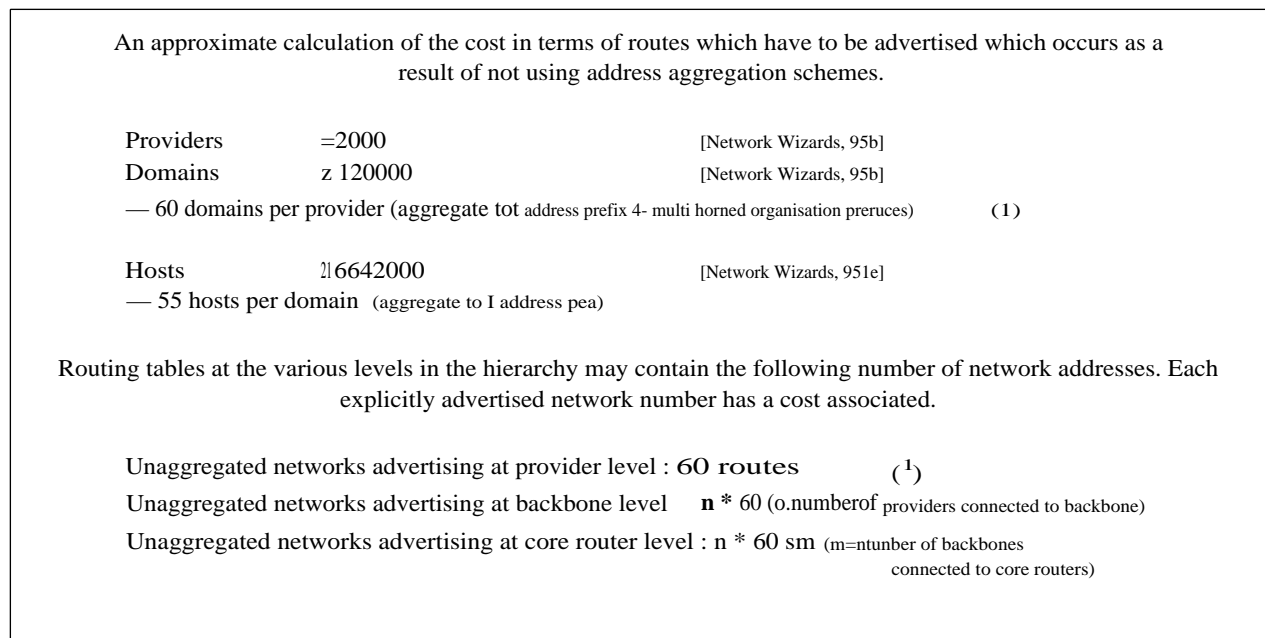 An approximate calculation of the cost in terms of routes which have to be advertised which occurs as a
result of not using address aggregation schemes.
Providers =2000 [Network Wizards, 95b]
Domains z 120000 [Network Wizards, 95b]
— 60 domains per provider (aggregate tot address prefix 4- multi horned organisation preruces) (1)
Hosts 216642000 [Network Wizards, 951e]
— 55 hosts per domain (aggregate to I address pea)
Routing tables at the various levels in the hierarchy may contain the following number of network addresses. Each
explicitly advertised network number has a cost associated.
Unaggregated networks advertising at provider level : 60 routes (1)
Unaggregated networks advertising at backbone level n * 60 (o.numberof providers connected to backbone)
Unaggregated networks advertising at core router level : n * 60 sm (m=ntunber of backbones
connected to core routers)